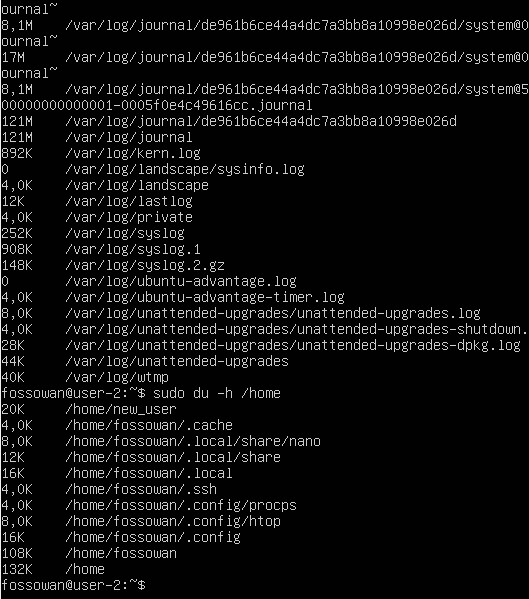 ournal~
8,1M    /var/log/journal/de961b6ce44a4dc7a3bb8a10998e026d/system@0
ournal~
17M     /var/log/journal/de961b6ce44a4dc7a3bb8a10998e026d/system@0
ournal~
8,1M    /var/log/journal/de961b6ce44a4dc7a3bb8a10998e026d/system@5
00000000000001-0005f0e4c49616cc.journal
121M    /var/log/journal/de961b6ce44a4dc7a3bb8a10998e026d
121M    /var/log/journal
892K    /var/log/kern.log
0       /var/log/landscape/sysinfo.log
4,0K    /var/log/landscape
12K     /var/log/lastlog
4,0K    /var/log/private
252K    /var/log/syslog
908K    /var/log/syslog.1
148K    /var/log/syslog.2.gz
0       /var/log/ubuntu-advantage.log
4,0K    /var/log/ubuntu-advantage-timer.log
8,0K    /var/log/unattended-upgrades/unattended-upgrades.log
4,0K    /var/log/unattended-upgrades/unattended-upgrades-shutdown.
28K     /var/log/unattended-upgrades/unattended-upgrades-dpkg.log
44K     /var/log/unattended-upgrades
40K     /var/log/wtmp
fossowan@user-2:~$ sudo du -h /home
20K     /home/new_user
4,0K    /home/fossowan/.cache
8,0K    /home/fossowan/.local/share/nano
12K     /home/fossowan/.local/share
16K     /home/fossowan/.local
4,0K    /home/fossowan/.ssh
4,0K    /home/fossowan/.config/procps
8,0K    /home/fossowan/.config/htop
16K     /home/fossowan/.config
108K    /home/fossowan
132K    /home
fossowan@user-2:~$